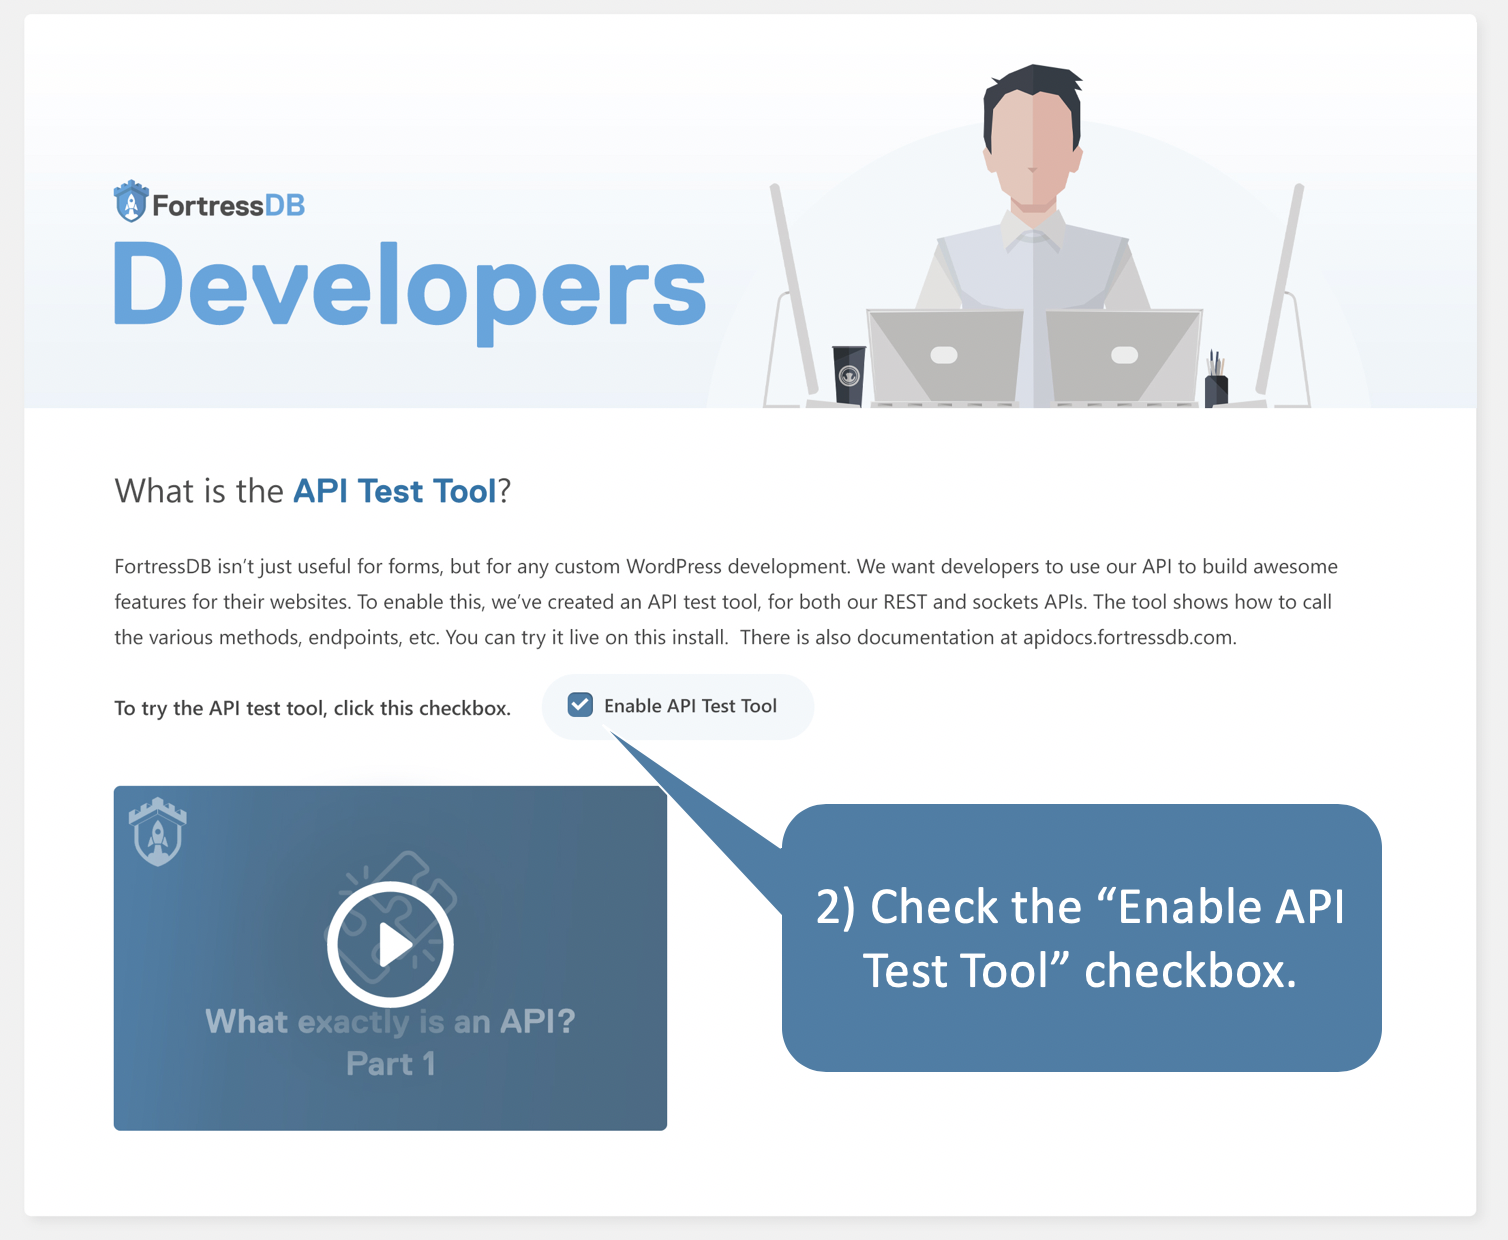 FortressDB
Developers
What is the API Test Tool?
FortressDB isn’t just useful for forms, but for any custom WordPress development. We want developers to use our API to build awesome
features for their websites. To enable this, we’ve created an API test tool, for both our REST and sockets APIs. The tool shows how to call
the various methods, endpoints, etc. You can try it live on this install.  There is also documentation at apidocs.fortressdb.com.
To try the API test tool, click this checkbox.
Enable API Test Tool
What exactly is an API?
Part 1
2) Check the “Enable API
Test Tool” checkbox.